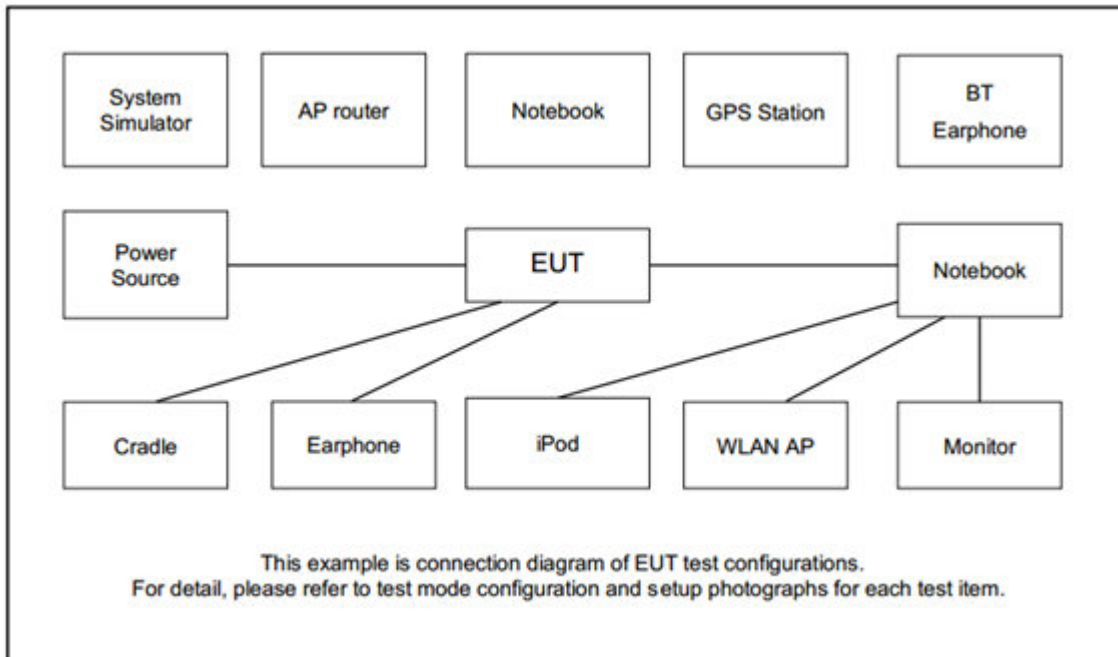 System
Simulator
AP router
Notebook
GPS Station
BT
Earphone
Power
Source
EUT
Notebook
Cradle
Earphone
iPod
WLAN AP
Monitor
This example is connection diagram of EUT test configurations.
For detail, please refer to test mode configuration and setup photographs for each test item.